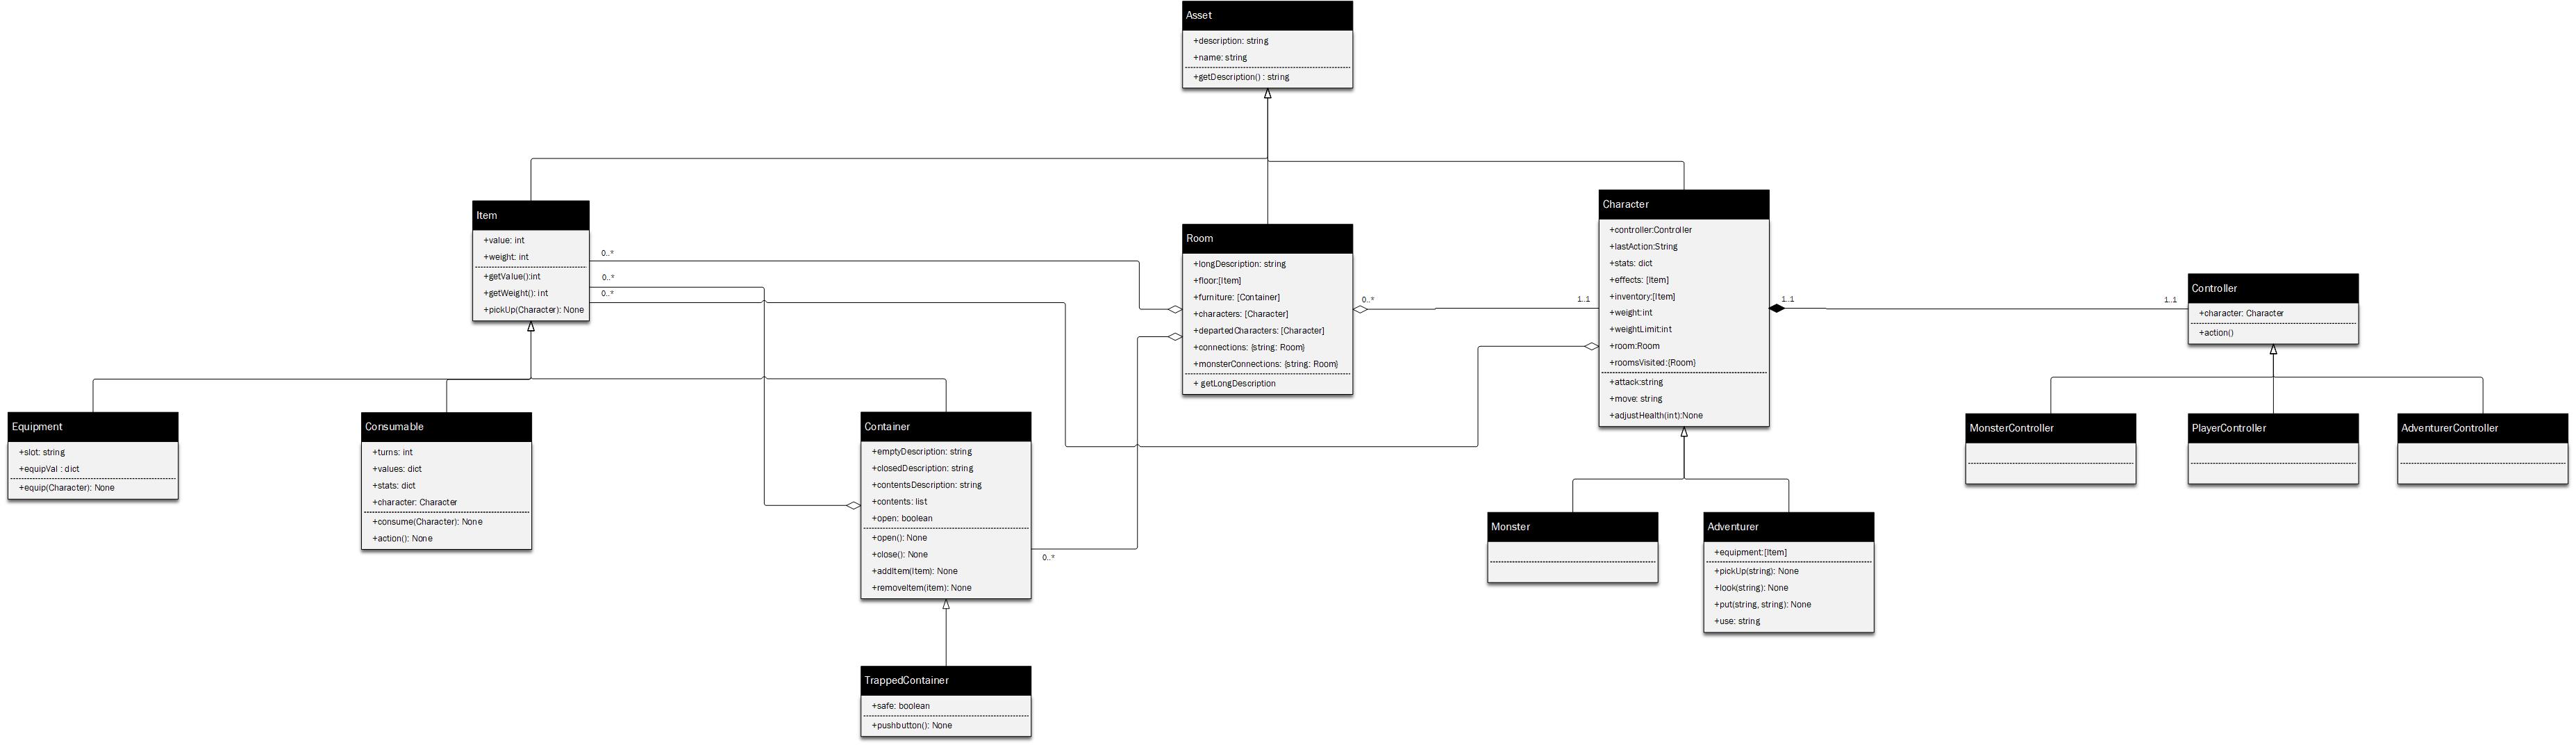 Asset
+description: string
+name: string
+getDescription() : string
Item
+value: int
+weight: int
+getValue():int
+getWeight(): int
+pickUp(Character): None
0..*
0..*
0..*
Room
+longDescription: string
+floor:[Item]
+furniture: [Container]
+characters: [Character]
+departedCharacters: [Character]
+connections: {string: Room}
+monsterConnections: {string: Room}
+ getLongDescription
0..*
1..1
Character
+controller:Controller
+lastAction:String
+stats: dict
+effects: [Item]
+inventory:[Item]
+weight:int
+weightLimit:int
+room:Room
+roomsVisited:{Room}
+attack:string
+move: string
+adjustHealth(int):None
1..1
1..1
Controller
+character: Character
+action()
Equipment
+slot: string
+equipVal : dict
+equip(Character): None
Consumable
+turns: int
+values: dict
+stats: dict
+character: Character
+consume(Character): None
+action(): None
Container
+emptyDescription: string
+closedDescription: string
+contentsDescription: string
+contents: list
+open: boolean
+open(): None
+close(): None
+addItem(Item): None
+removeItem(item): None
0..*
MonsterController
PlayerController
AdventurerController
Monster
Adventurer
+equipment:[Item]
+pickUp(string): None
+look(string): None
+put(string, string): None
+use: string
TrappedContainer
+safe: boolean
+pushbutton(): None